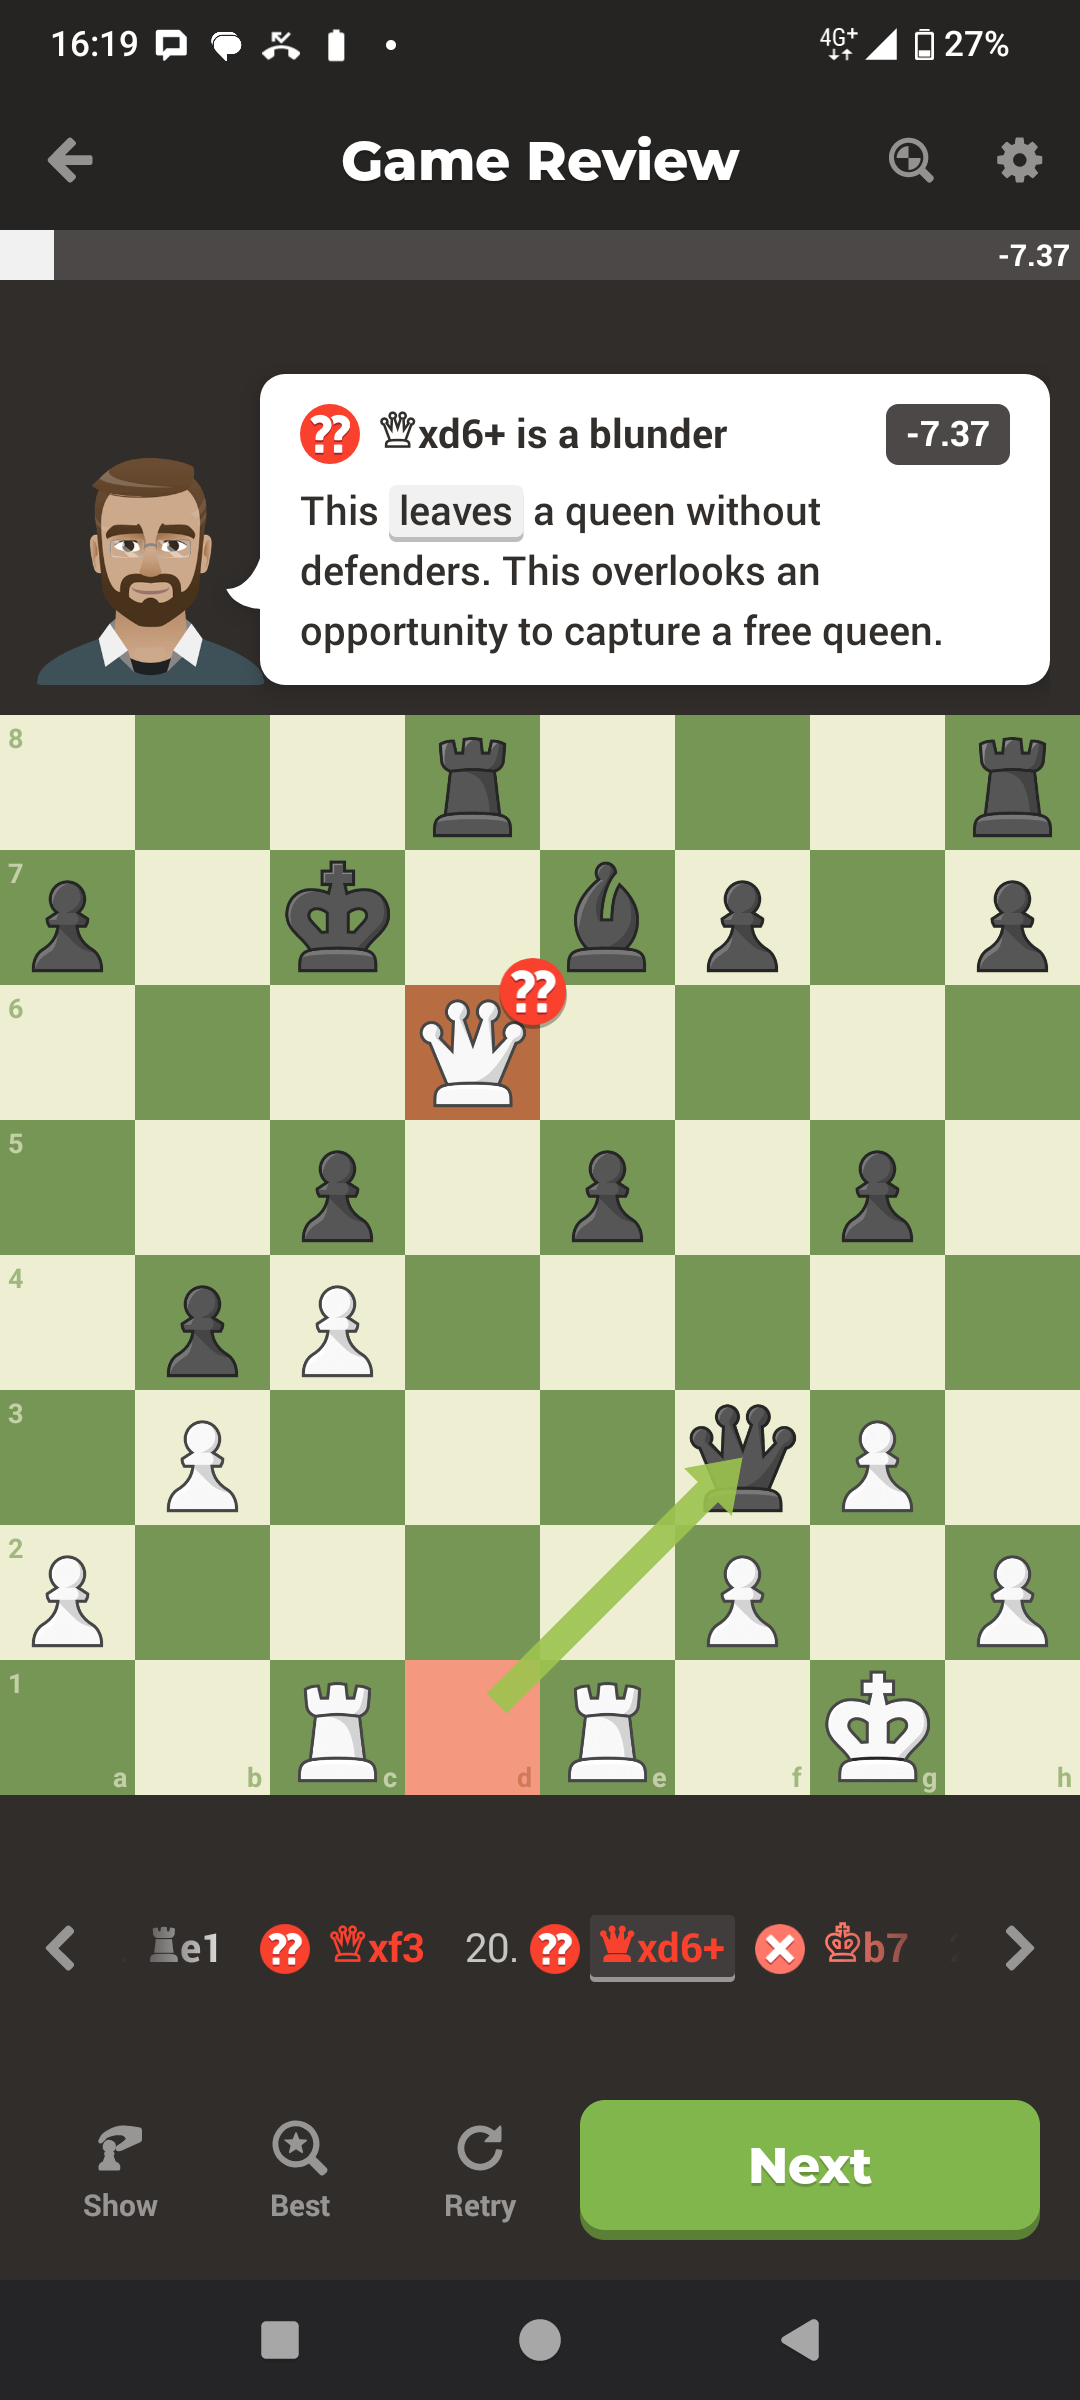 16:19
4G+
27%
Game Review
-7.37
?? xd6+ is a blunder
-7.37
This leaves a queen without
defenders. This overlooks an
opportunity to capture a free queen.
8
7
??
6
5
4
3
2
1
a b c d e f g h
e1 ?? xf3 20. ?? xd6+ b7
Show
Best
Retry
Next